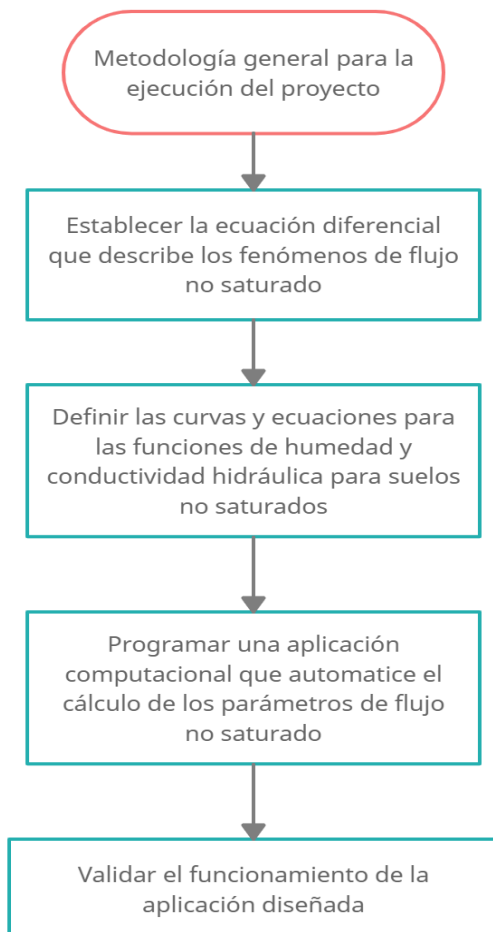 Metodología general para la
ejecución del proyecto
Establecer la ecuación diferencial
que describe los fenómenos de flujo
no saturado
Definir las curvas y ecuaciones para
las funciones de humedad y
conductividad hidráulica para suelos
no saturados
Programar una aplicación
computacional que automatice el
cálculo de los parámetros de flujo
no saturado
Validar el funcionamiento de la
aplicación diseñada